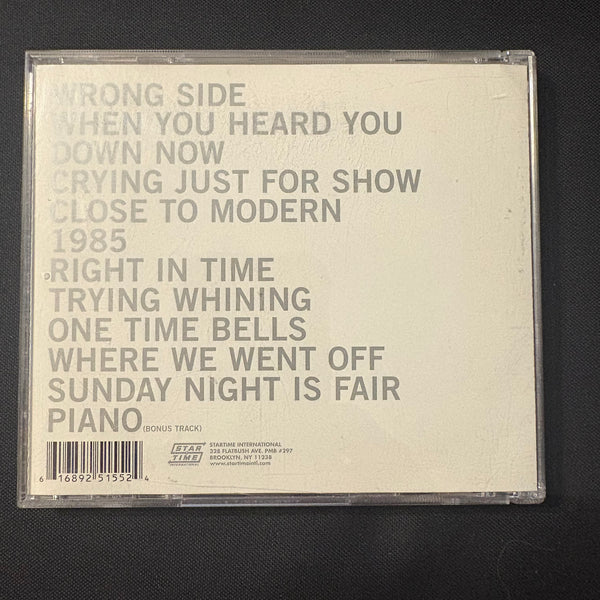 WRONG SIDE
WHEN YOU HEARD YOU
DOWN NOW
CRYING JUST FOR SHOW
CLOSE TO MODERN
1985
RIGHT IN TIME
TRYING WHINING
ONE TIME BELLS
WHERE WE WENT OFF
SUNDAY NIGHT IS FAIR
PIANO (BONUS TRACK)
6 16892 51552 4
STAR
TIME
INTERNATIONAL
STARTIME INTERNATIONAL
328 FLATBUSH AVE. PMB #297
BROOKLYN, NY 11238
www.startimeintl.com